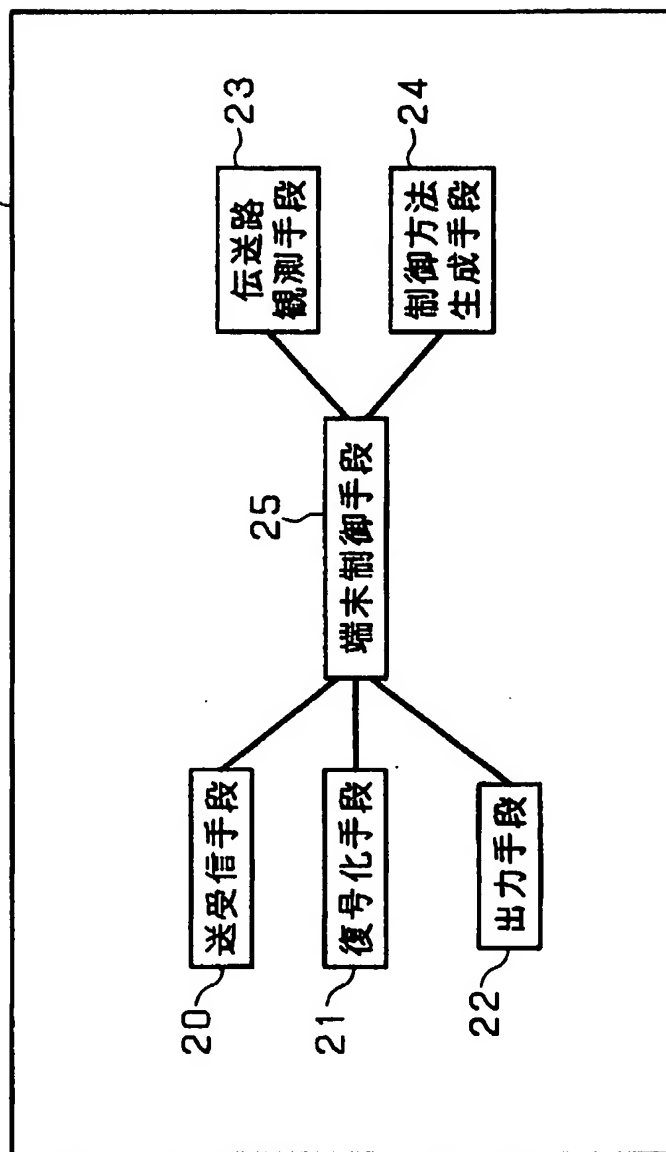 20
送受信手段
21
復号化手段
22
出力手段
25
端末制御手段
23
伝送路
観測手段
24
制御方法
生成手段